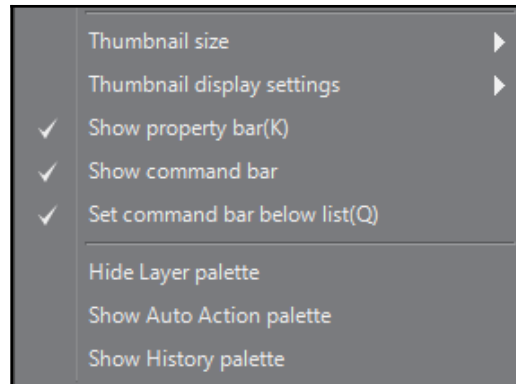 Thumbnail size
Thumbnail display settings
Show property bar(K)
Show command bar
Set command bar below list(Q)
Hide Layer palette
Show Auto Action palette
Show History palette